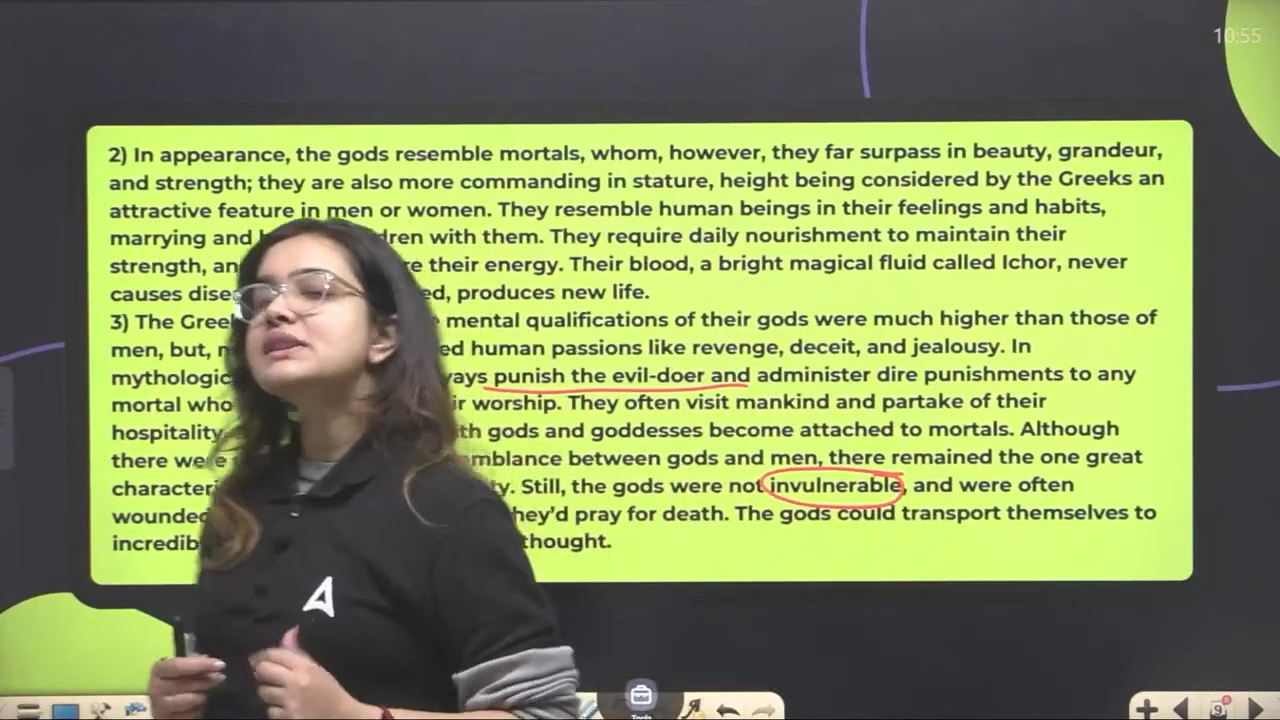 10:55
2) In appearance, the gods resemble mortals, whom, however, they far surpass in beauty, grandeur,
and strength; they are also more commanding in stature, height being considered by the Greeks an
attractive feature in men or women. They resemble human beings in their feelings and habits,
marrying and dren with them. They require daily nourishment to maintain their
strength, an re their energy. Their blood, a bright magical fluid called Ichor, never
causes dise ed, produces new life.
3) The Gree mental qualifications of their gods were much higher than those of
men, but, n ed human passions like revenge, deceit, and jealousy. In
mythologic ways punish the evil-doer and administer dire punishments to any
mortal who ir worship. They often visit mankind and partake of their
hospitality th gods and goddesses become attached to mortals. Although
there were mblance between gods and men, there remained the one great
characteri y. Still, the gods were not invulnerable, and were often
wounded hey'd pray for death. The gods could transport themselves to
incredib thought.
Tools